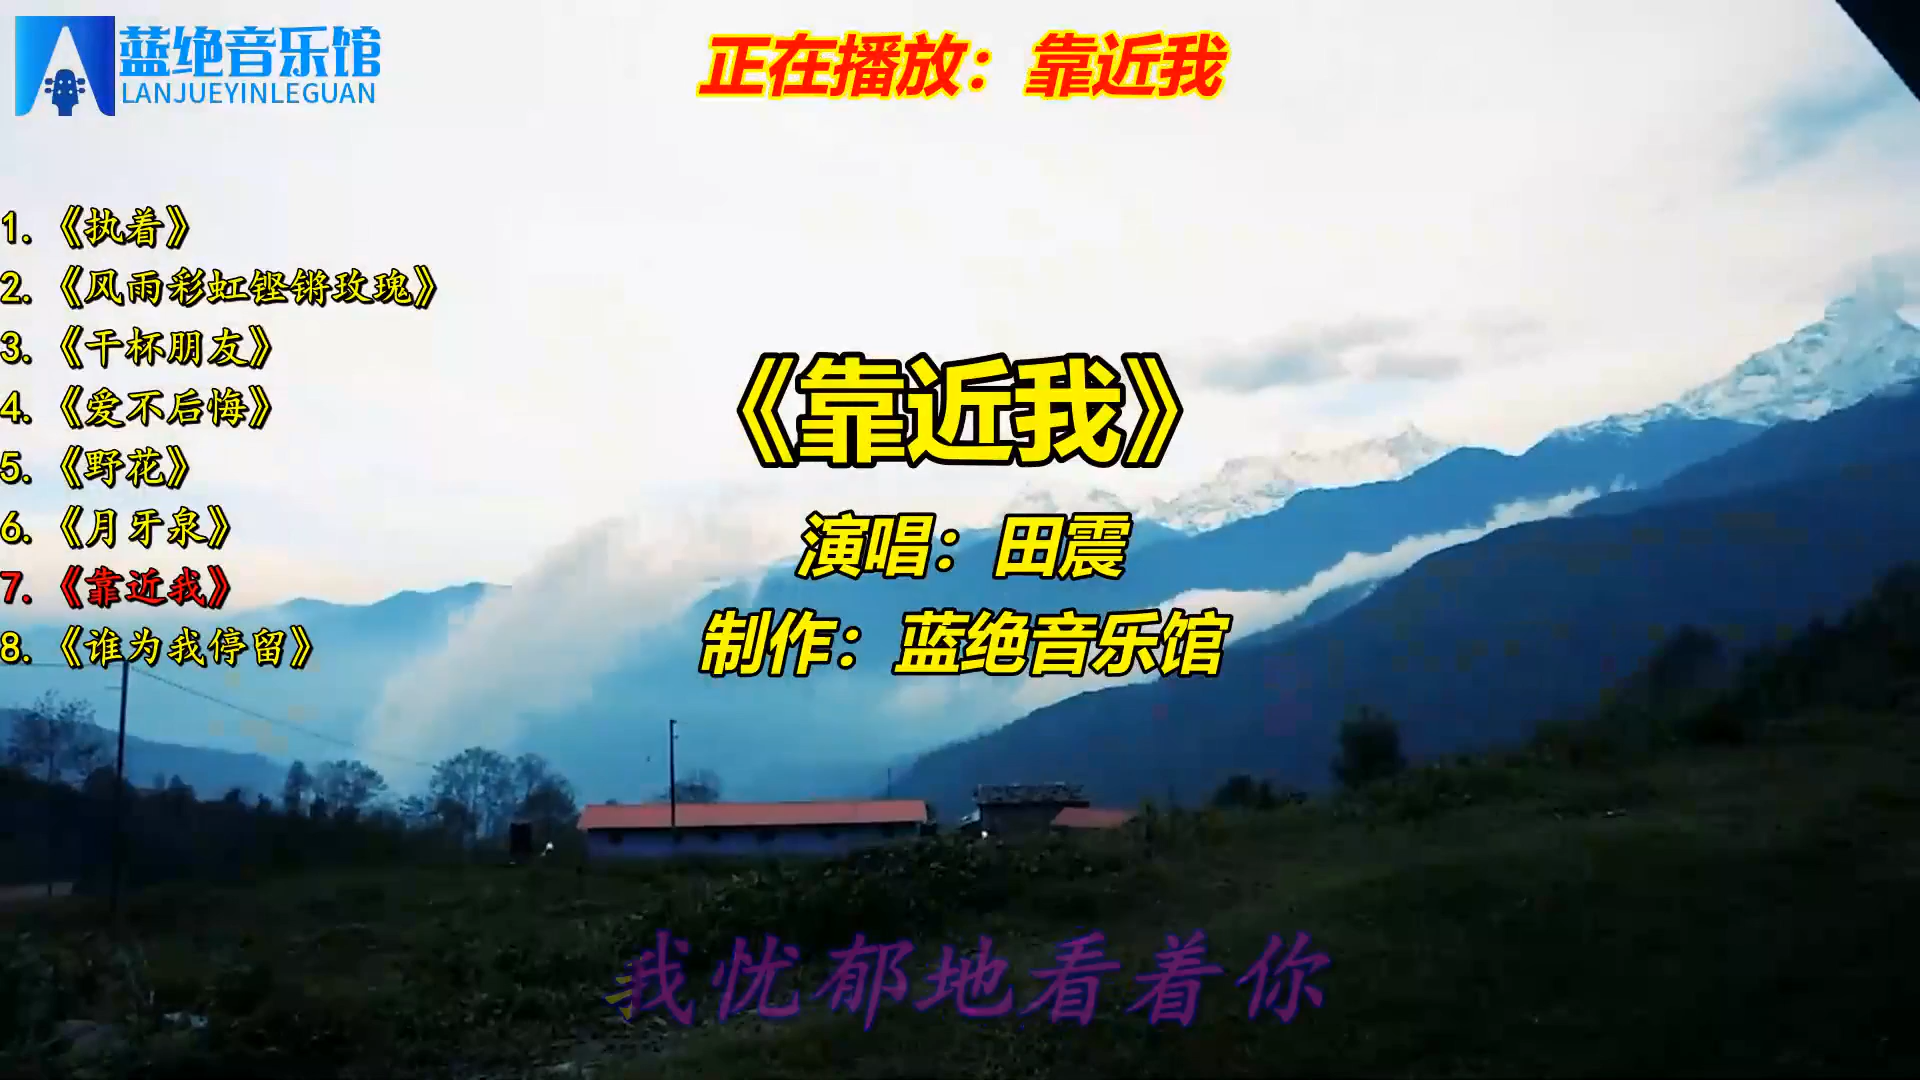 蓝绝音乐馆
LANJUEYINLEGUAN
正在播放：靠近我
1.《执着》
2.《风雨彩虹铿锵玫瑰》
3.《干杯朋友》
4.《爱不后悔》
5.《野花》
6.《月牙泉》
7.《靠近我》
8.《谁为我停留》
《靠近我》
演唱：田震
制作：蓝绝音乐馆
我忧郁地看着你